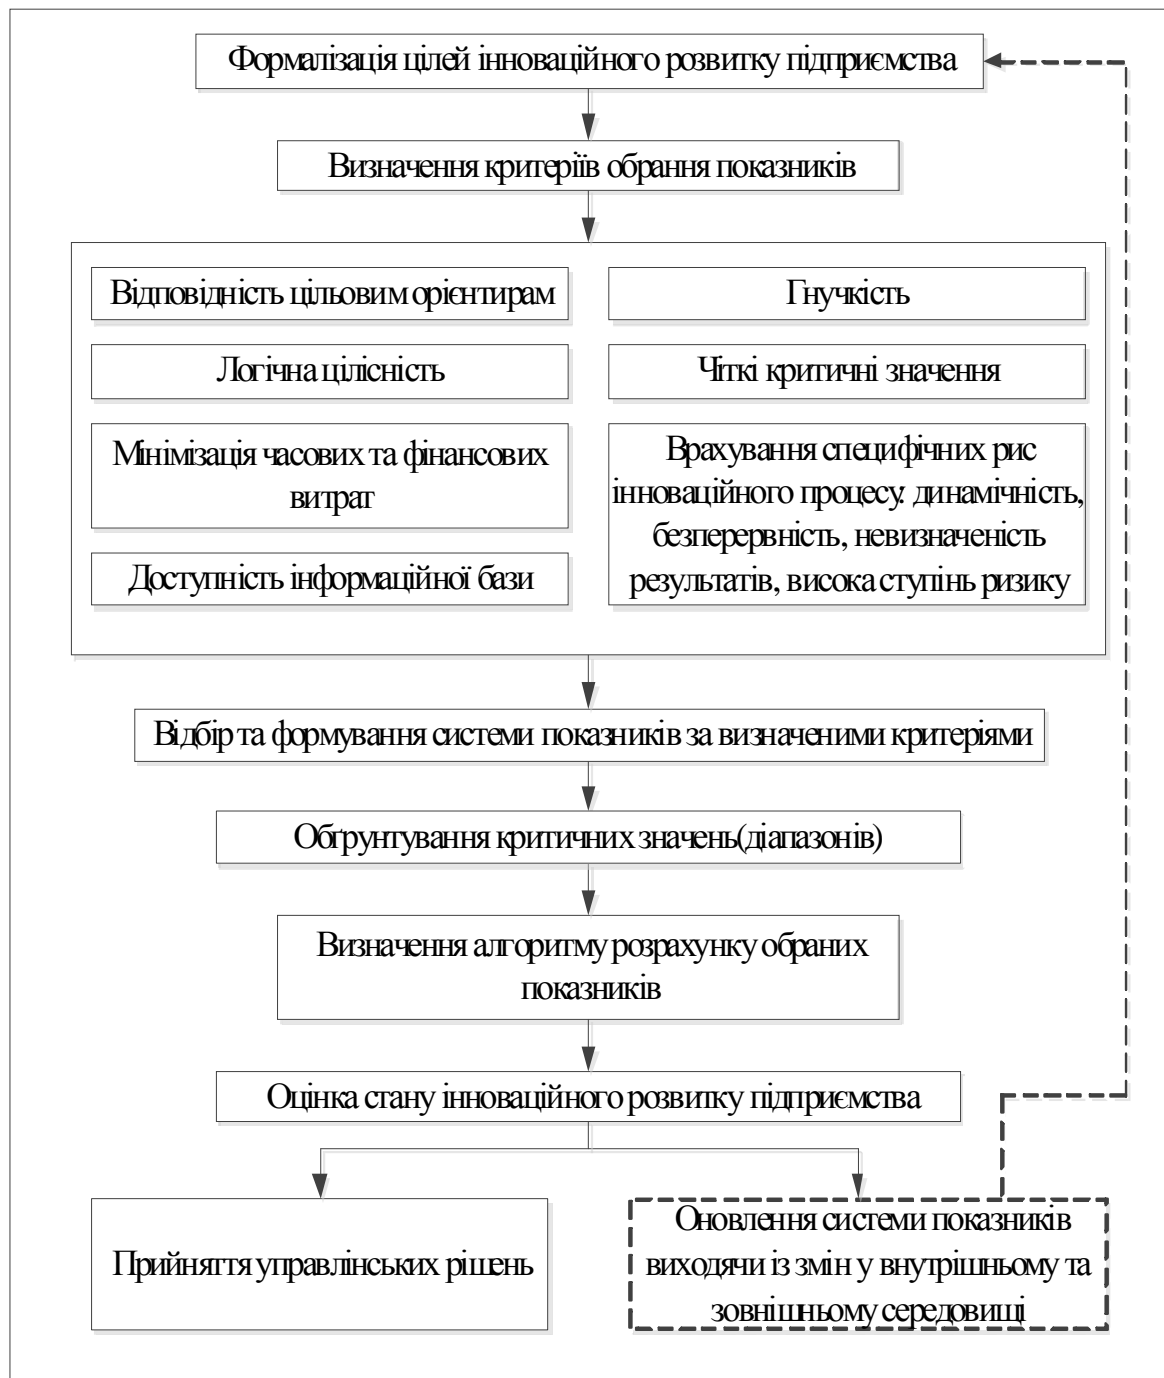 Формалізація цілей інноваційного розвитку підприємства
Визначення критеріїв обрання показників
Відповідність цільовим орієнтирам
Логічна цілісність
Мінімізація часових та фінансових
витрат
Доступність інформаційної бази
Гнучкість
Чіткі критичні значення
Врахування специфічних рис
інноваційного процесу: динамічність,
безперервність, невизначеність
результатів, висока ступінь ризику
Відбір та формування системи показників за визначеними критеріями
Обґрунтування критичних значень(діапазонів)
Визначення алгоритму розрахунку обраних
показників
Оцінка стану інноваційного розвитку підприємства
Прийняття управлінських рішень
Оновлення системи показників
виходячи із змін у внутрішньому та
зовнішньому середовищі